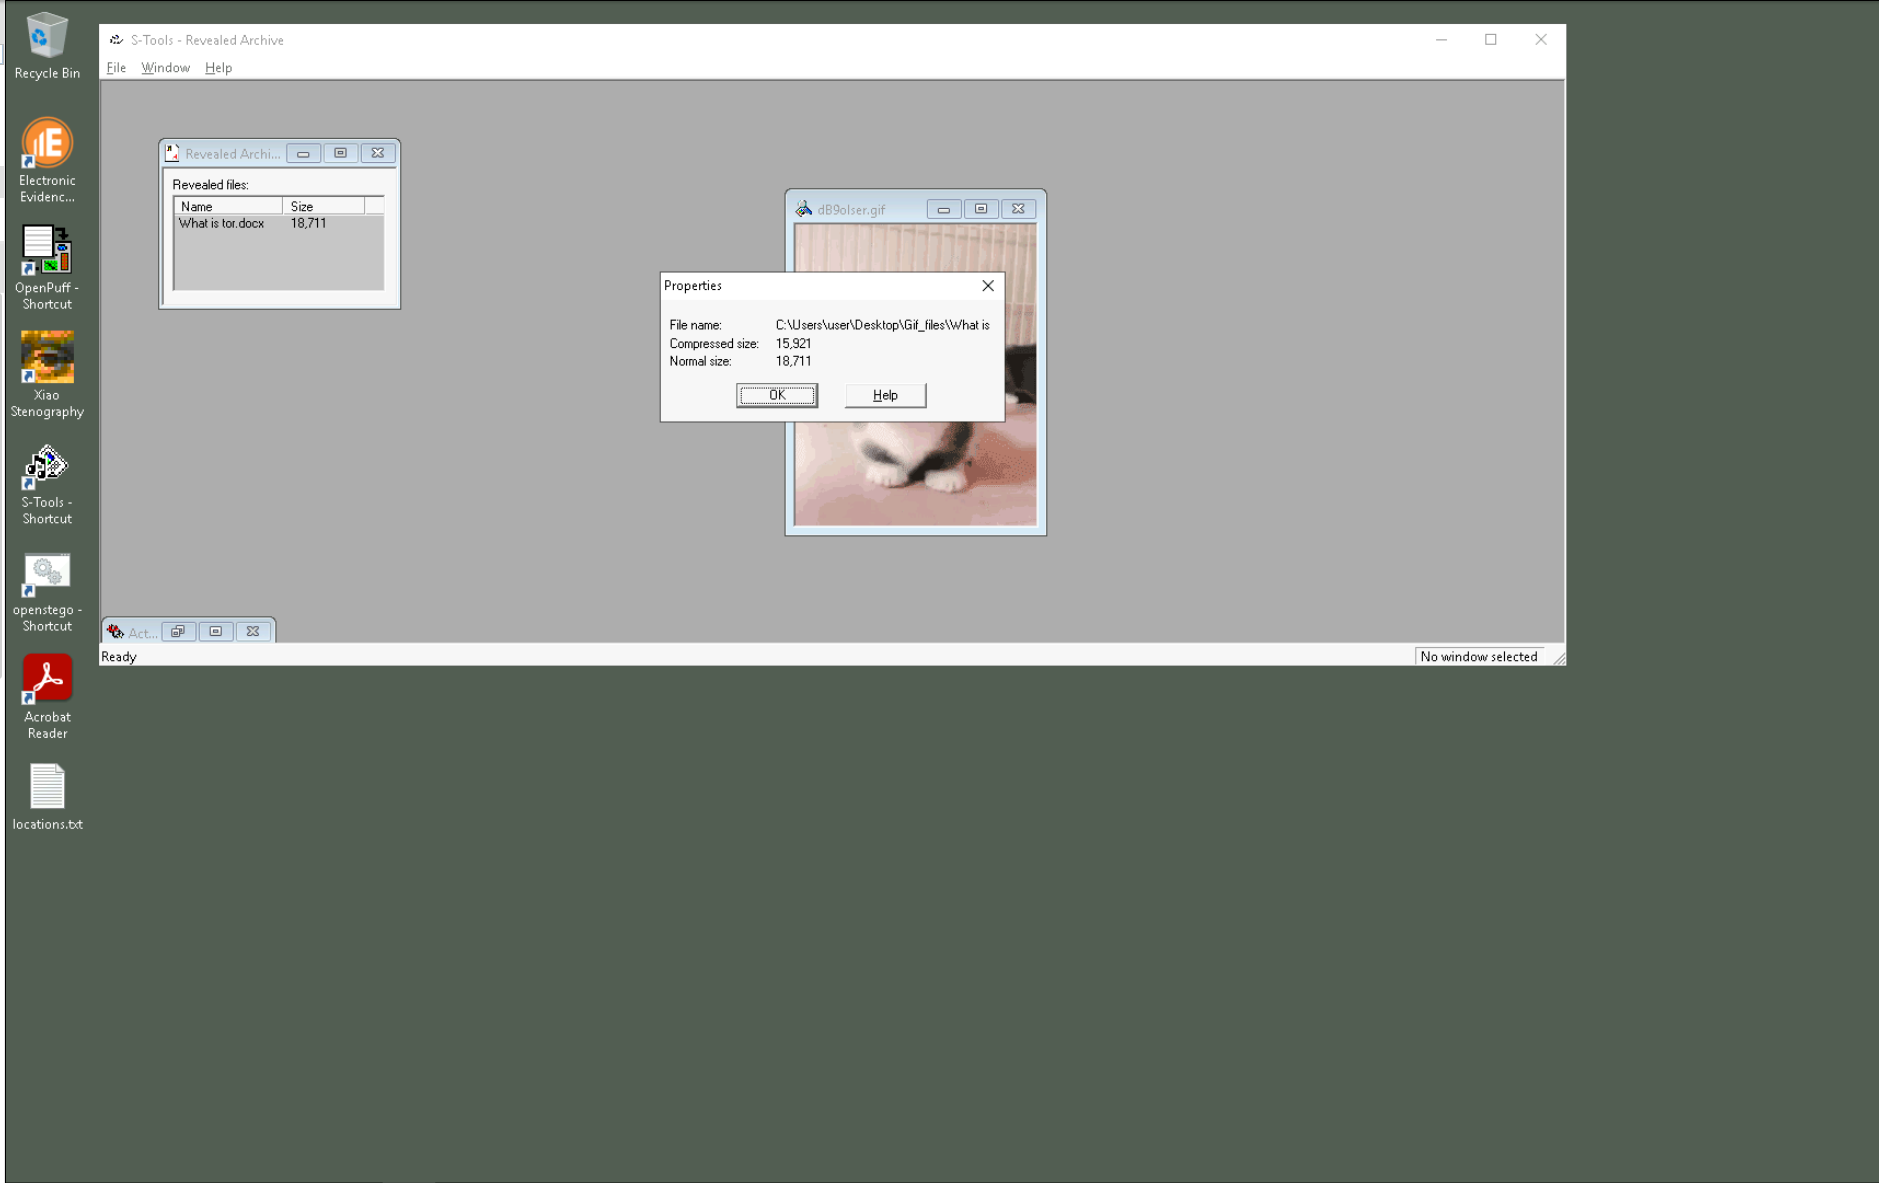 Recycle Bin
Electronic
Evidenc...
OpenPuff -
Shortcut
Xiao
Stenography
S-Tools -
Shortcut
openstego -
Shortcut
Acrobat
Reader
locations.txt
S-Tools - Revealed Archive
File Window Help
Revealed Archi...
Revealed files:
Name Size
What is tor.docx 18,711
dB9olser.gif
Properties
File name: C:\Users\user\Desktop\Gif_files\What is
Compressed size: 15,921
Normal size: 18,711
OK Help
Act...
Ready
No window selected